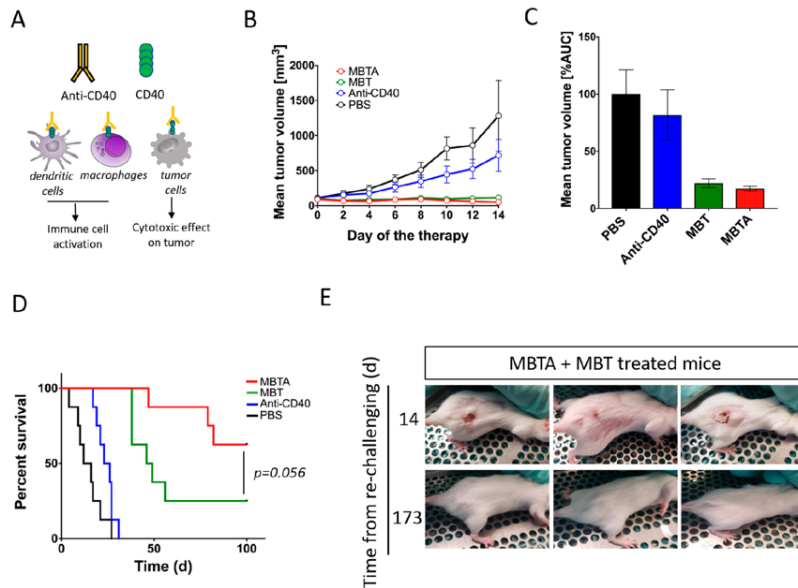 A
Anti-CD40
CD40
dendritic
cells
macrophages
tumor
cells
Immune cell
activation
Cytotoxic effect
on tumor
B
Mean tumor volume [mm³]
2000
1500
1000
500
0
0 2 4 6 8 10 12 14
Day of the therapy
MBTA
MBT
Anti-CD40
PBS
C
Mean tumor volume [%AUC]
150
100
50
0
PBS
Anti-CD40
MBT
MBTA
D
Percent survival
100
50
0
0 50 100
Time (d)
MBTA
MBT
Anti-CD40
PBS
p=0.056
E
MBTA + MBT treated mice
Time from re-challenging (d)
14
173